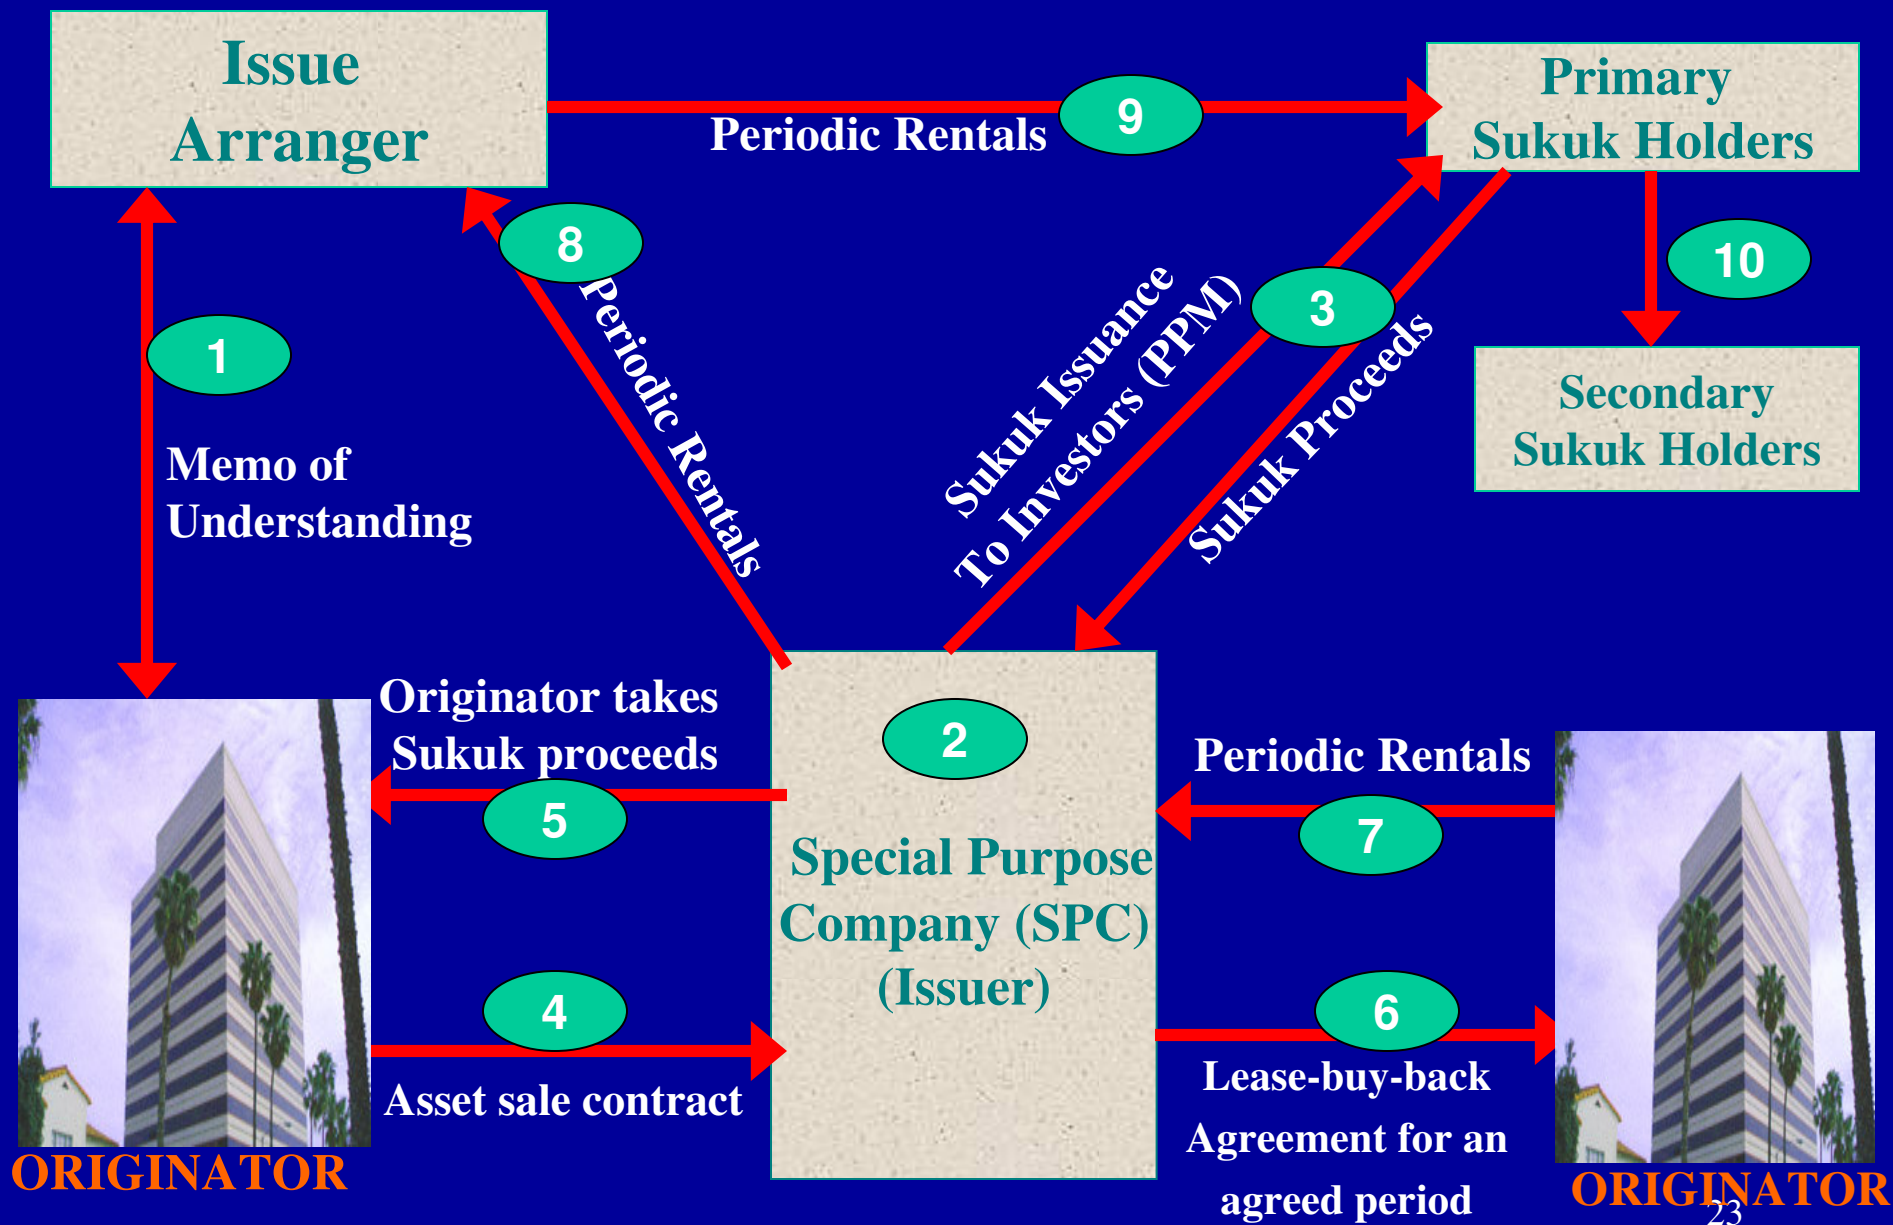 Issue
Arranger
Periodic Rentals
9
Primary
Sukuk Holders
8
Periodic Rentals
1
Memo of
Understanding
Sukuk Issuance
To Investors (PPM)
3
Sukuk Proceeds
10
Secondary
Sukuk Holders
Originator takes
Sukuk proceeds
5
2
Special Purpose
Company (SPC)
(Issuer)
Periodic Rentals
7
4
Asset sale contract
6
Lease-buy-back
Agreement for an
agreed period
ORIGINATOR
ORIGINATOR
23